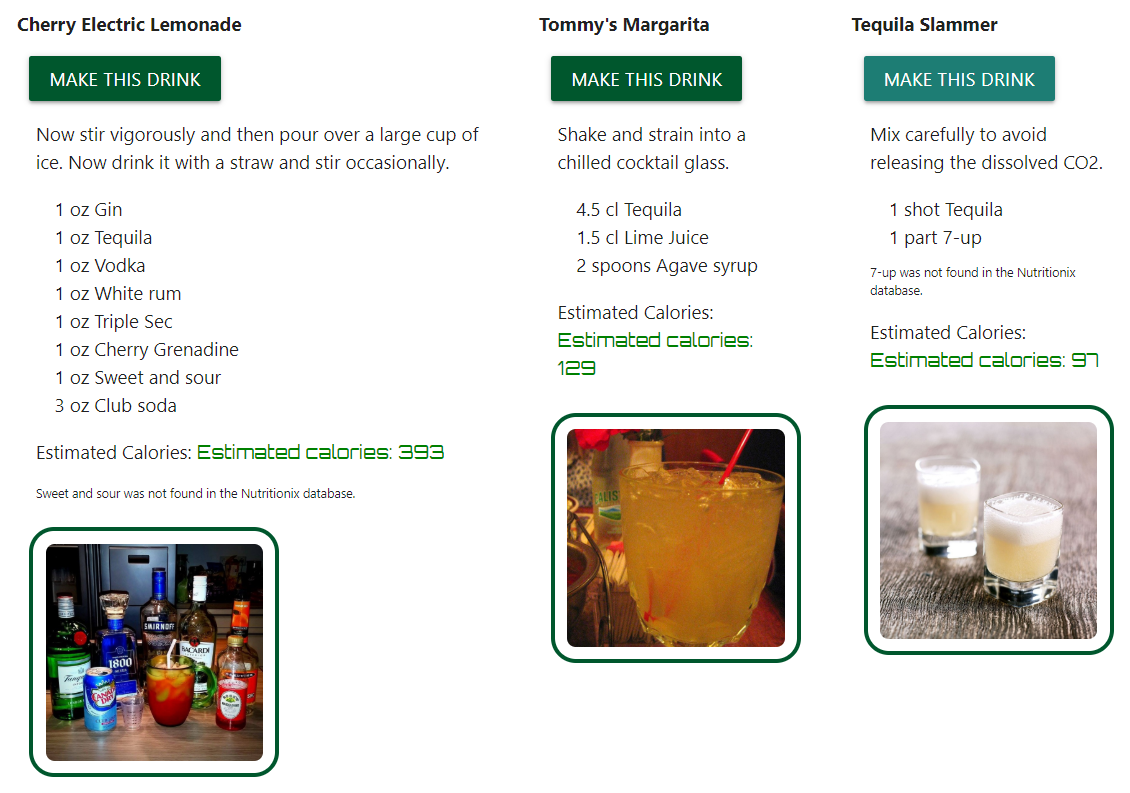 Cherry Electric Lemonade
MAKE THIS DRINK
Now stir vigorously and then pour over a large cup of
ice. Now drink it with a straw and stir occasionally.
1 oz Gin
1 oz Tequila
1 oz Vodka
1 oz White rum
1 oz Triple Sec
1 oz Cherry Grenadine
1 oz Sweet and sour
3 oz Club soda
Estimated Calories: Estimated calories: 393
Sweet and sour was not found in the Nutritionix database.
SMIRNOFF
BACARDI
1800
CANADA
DRY
Tommy's Margarita
MAKE THIS DRINK
Shake and strain into a
chilled cocktail glass.
4.5 cl Tequila
1.5 cl Lime Juice
2 spoons Agave syrup
Estimated Calories:
Estimated calories:
129
Tequila Slammer
MAKE THIS DRINK
Mix carefully to avoid
releasing the dissolved CO2.
1 shot Tequila
1 part 7-up
7-up was not found in the Nutritionix
database.
Estimated Calories:
Estimated calories: 97